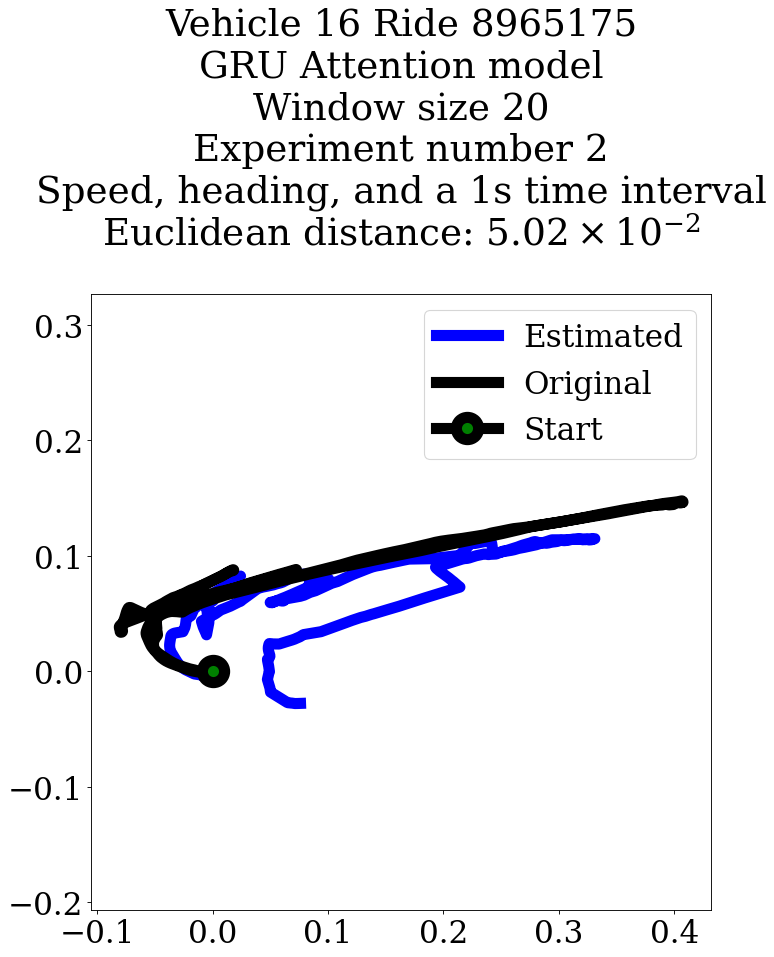 Vehicle 16 Ride 8965175
GRU Attention model
Window size 20
Experiment number 2
Speed, heading, and a 1s time interval
Euclidean distance: 5.02 × 10⁻²
Estimated
Original
Start
0.3
0.2
0.1
0.0
−0.1
−0.2
−0.1 0.0 0.1 0.2 0.3 0.4